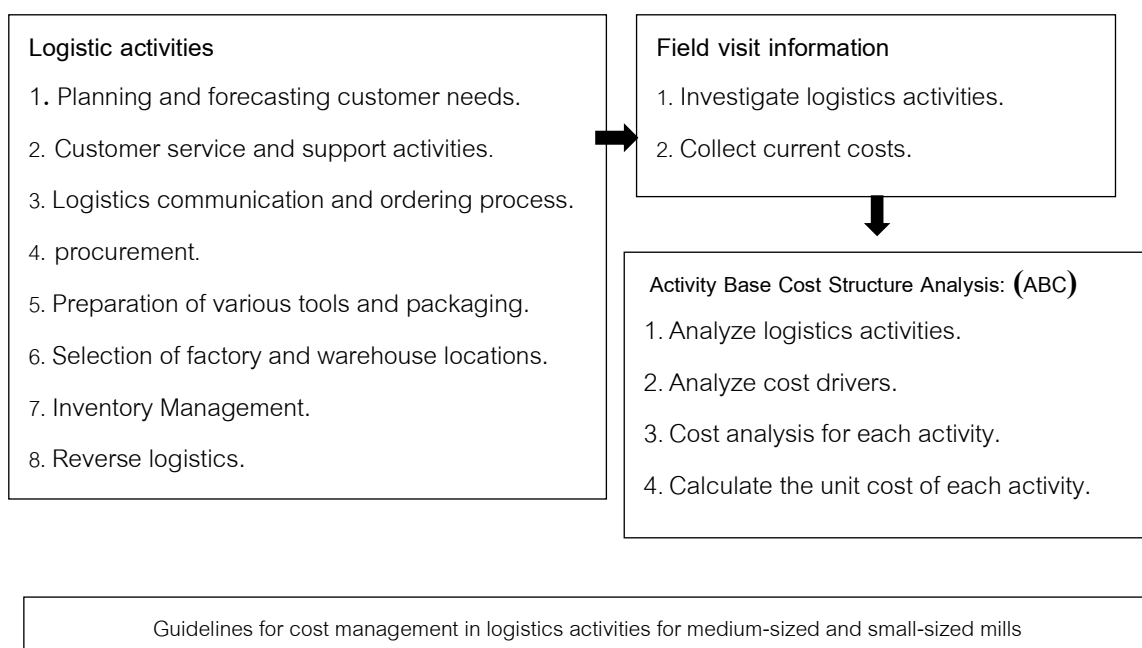 Logistic activities
1. Planning and forecasting customer needs.
2. Customer service and support activities.
3. Logistics communication and ordering process.
4. procurement.
5. Preparation of various tools and packaging.
6. Selection of factory and warehouse locations.
7. Inventory Management.
8. Reverse logistics.
Field visit information
1. Investigate logistics activities.
2. Collect current costs.
Activity Base Cost Structure Analysis: (ABC)
1. Analyze logistics activities.
2. Analyze cost drivers.
3. Cost analysis for each activity.
4. Calculate the unit cost of each activity.
Guidelines for cost management in logistics activities for medium-sized and small-sized mills